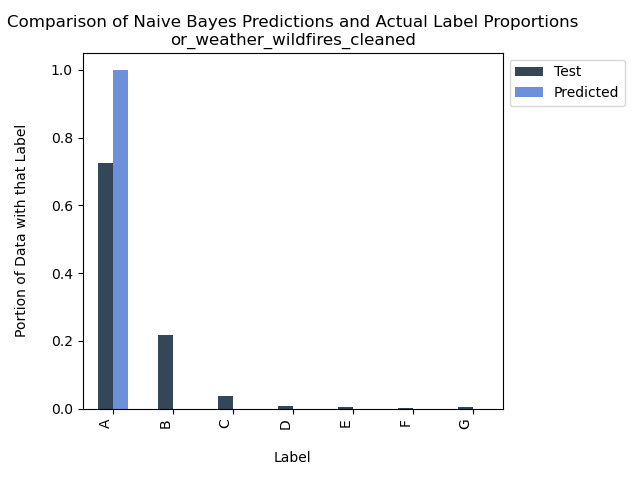 Comparison of Naive Bayes Predictions and Actual Label Proportions
or_weather_wildfires_cleaned
Test
Predicted
Portion of Data with that Label
1.0
0.8
0.6
0.4
0.2
0.0
A
B
C
D
E
F
G
Label